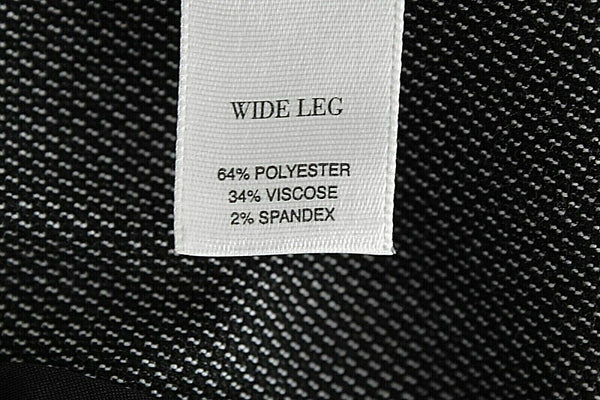 WIDE LEG
64% POLYESTER
34% VISCOSE
2% SPANDEX